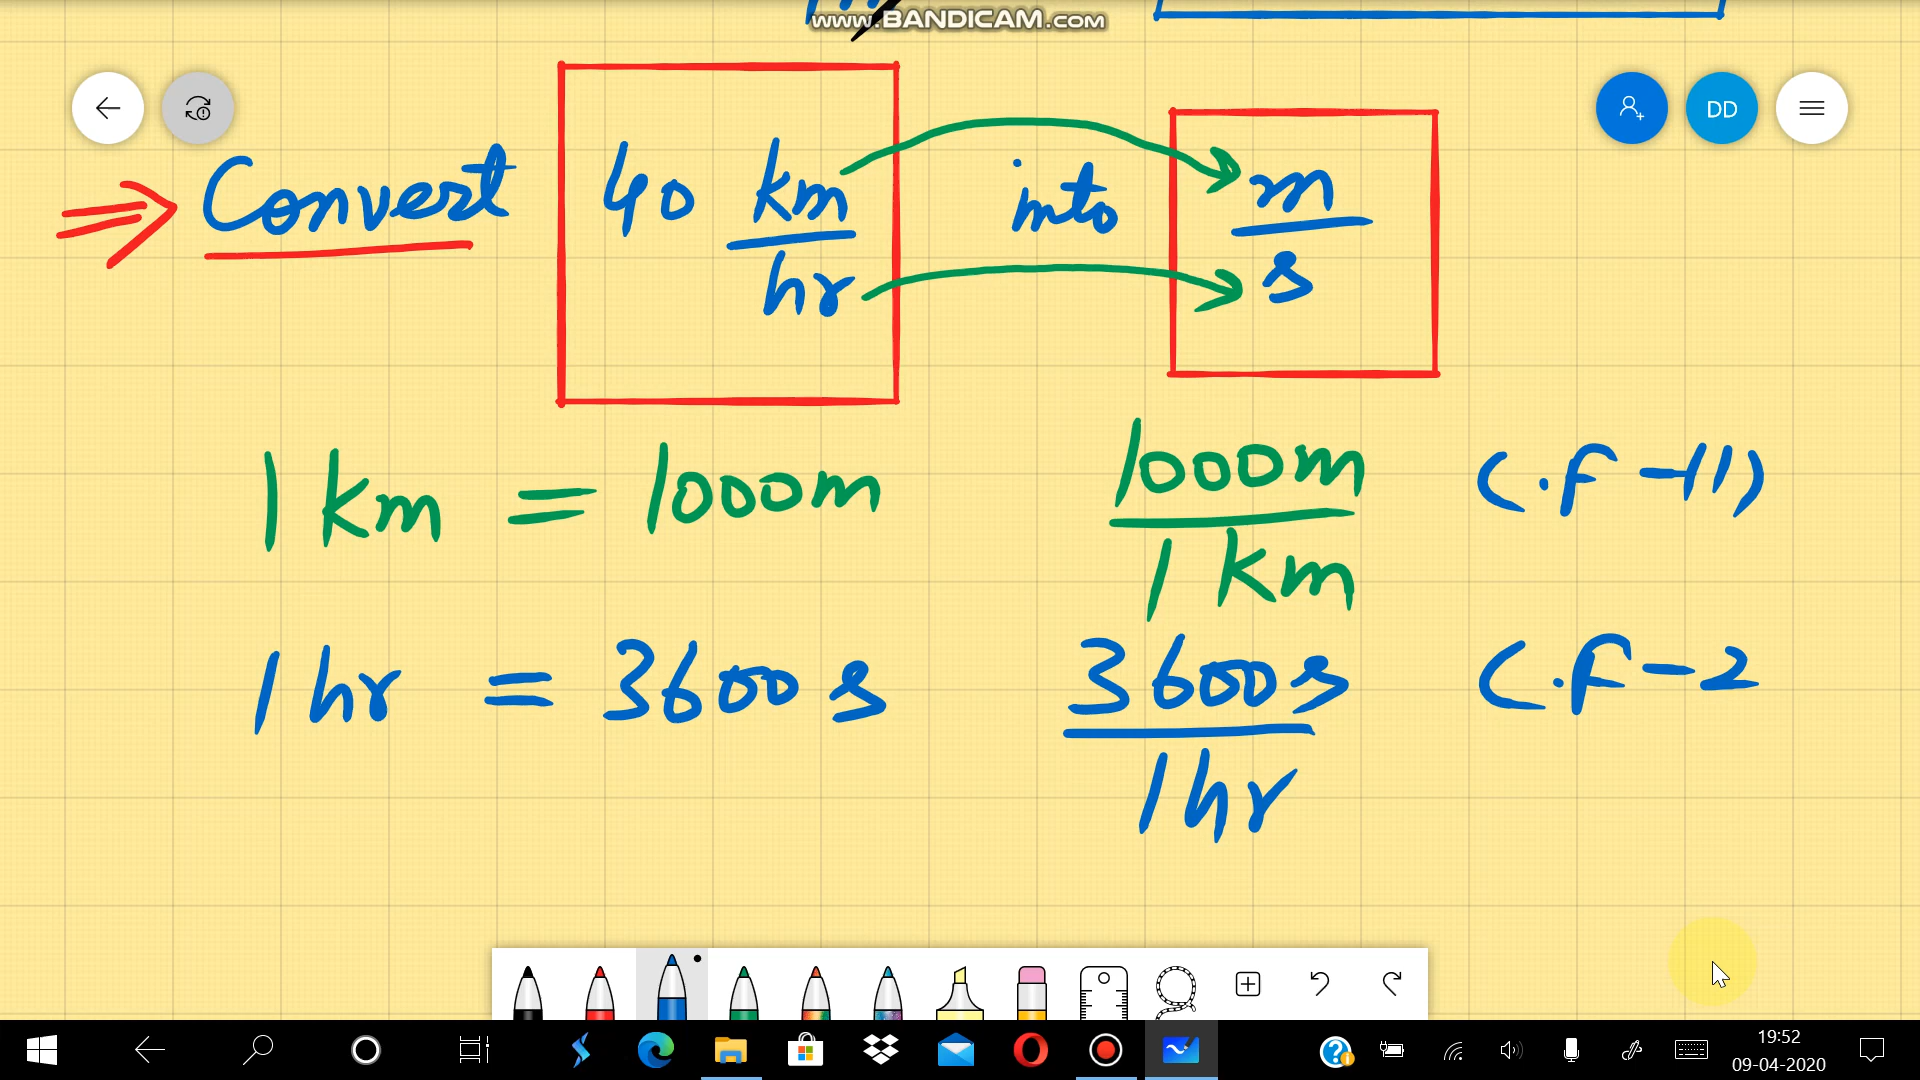 www.BANDICAM.com
DD
Convert 40 km/hr into m/s
1 km = 1000m 1000m/1 km C.F-(1)
1 hr = 3600 s 3600 s/1 hr C.F-2
19:52
09-04-2020